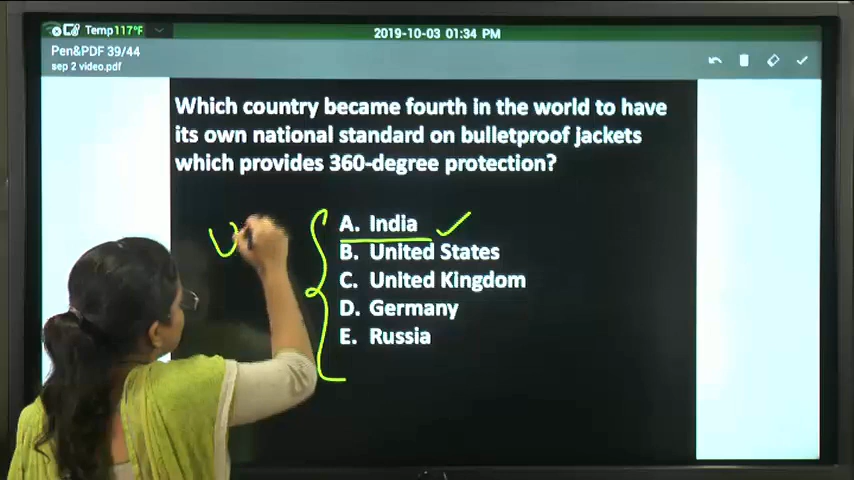 Temp117°F
2019-10-03 01:34 PM
Pen&PDF 39/44
sep 2 video.pdf
Which country became fourth in the world to have
its own national standard on bulletproof jackets
which provides 360-degree protection?
A. India
B. United States
C. United Kingdom
D. Germany
E. Russia